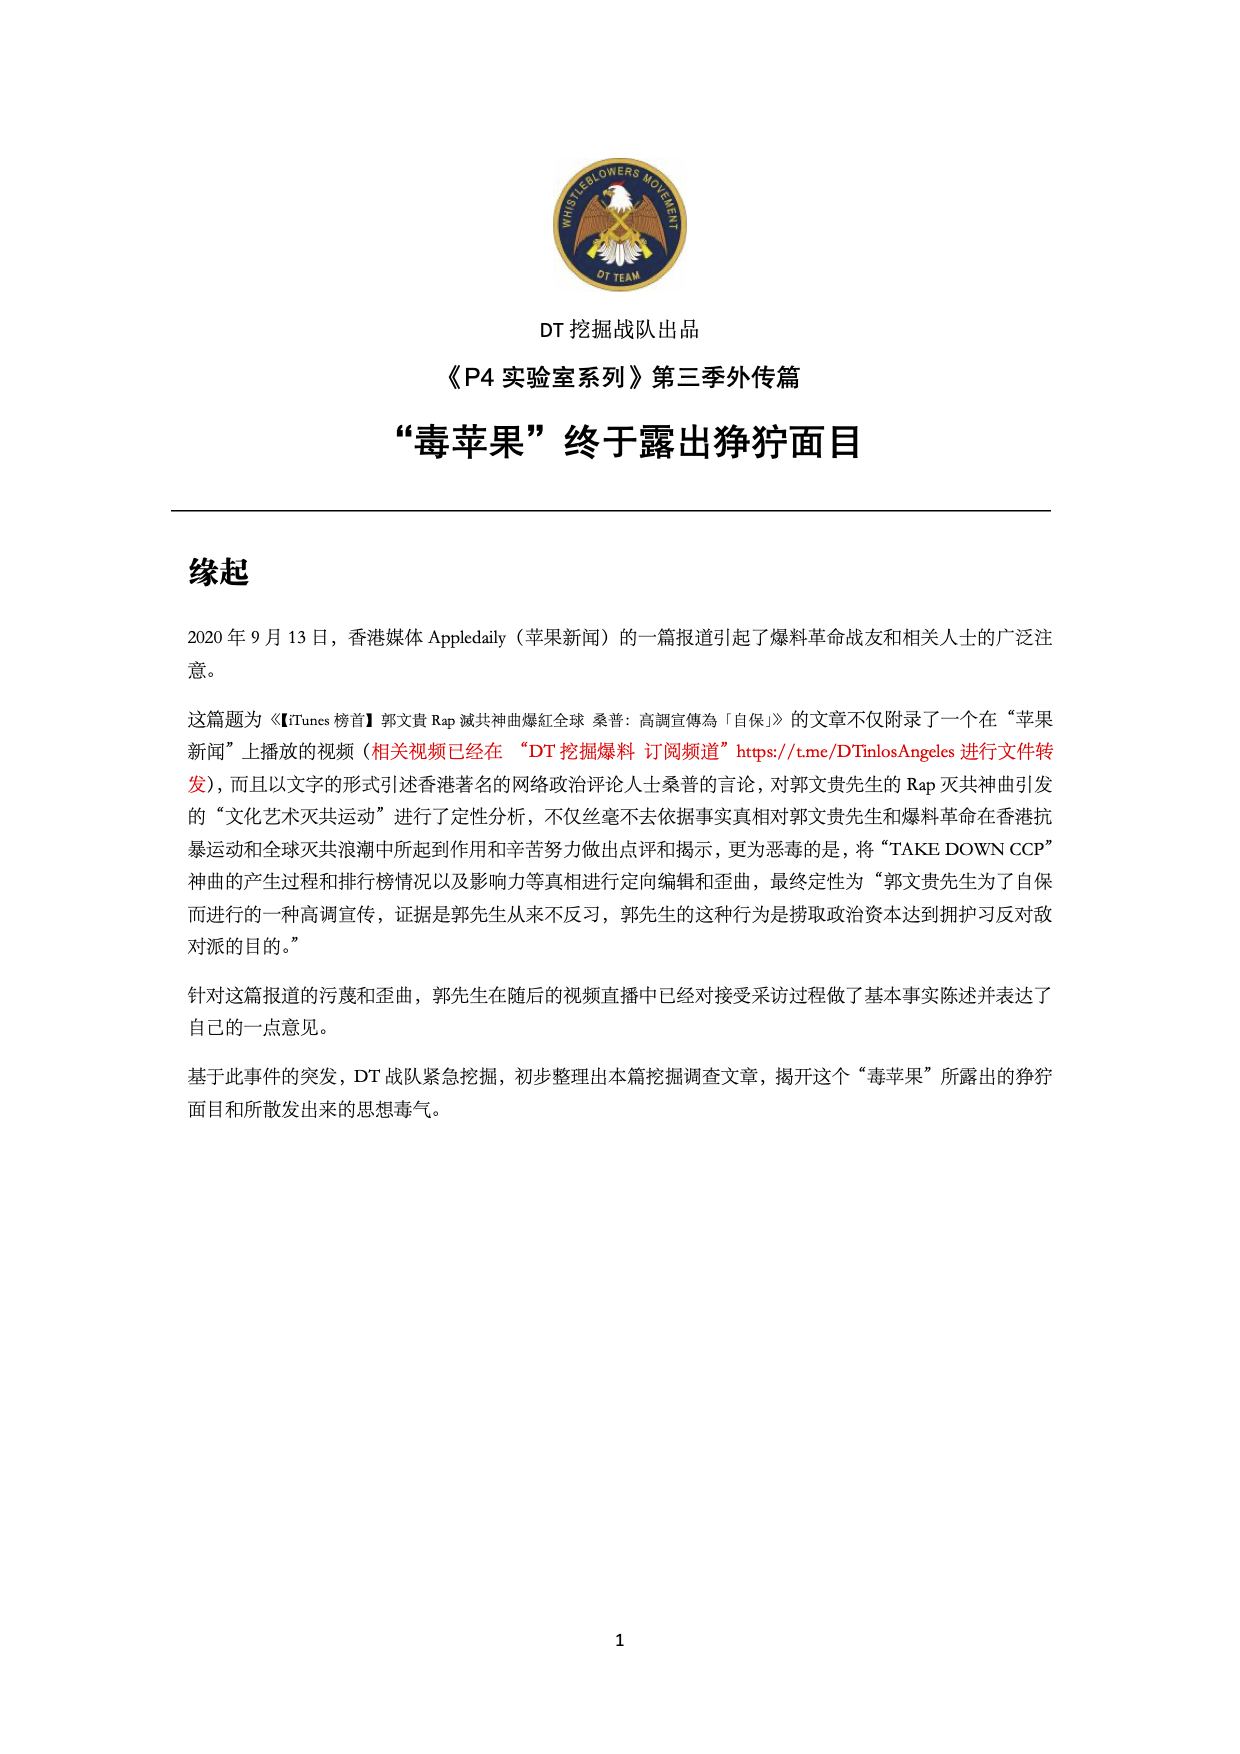 WHISTLEBLOWERS MOVEMENT
DT TEAM
DT 挖掘战队出品
《P4 实验室系列》第三季外传篇
“毒苹果”终于露出狰狞面目
缘起
2020 年 9 月 13 日，香港媒体 Appledaily（苹果新闻）的一篇报道引起了爆料革命战友和相关人士的广泛注
意。
这篇题为《【iTunes 榜首】郭文貴 Rap 滅共神曲爆紅全球 桑普：高調宣傳為「自保」》的文章不仅附录了一个在“苹果
新闻”上播放的视频（相关视频已经在 “DT 挖掘爆料 订阅频道”https://t.me/DTinlosAngeles 进行文件转
发），而且以文字的形式引述香港著名的网络政治评论人士桑普的言论，对郭文贵先生的 Rap 灭共神曲引发
的“文化艺术灭共运动”进行了定性分析，不仅丝毫不去依据事实真相对郭文贵先生和爆料革命在香港抗
暴运动和全球灭共浪潮中所起到作用和辛苦努力做出点评和揭示，更为恶毒的是，将“TAKE DOWN CCP”
神曲的产生过程和排行榜情况以及影响力等真相进行定向编辑和歪曲，最终定性为“郭文贵先生为了自保
而进行的一种高调宣传，证据是郭先生从来不反习，郭先生的这种行为是捞取政治资本达到拥护习反对敌
对派的目的。”
针对这篇报道的污蔑和歪曲，郭先生在随后的视频直播中已经对接受采访过程做了基本事实陈述并表达了
自己的一点意见。
基于此事件的突发，DT 战队紧急挖掘，初步整理出本篇挖掘调查文章，揭开这个“毒苹果”所露出的狰狞
面目和所散发出来的思想毒气。
1